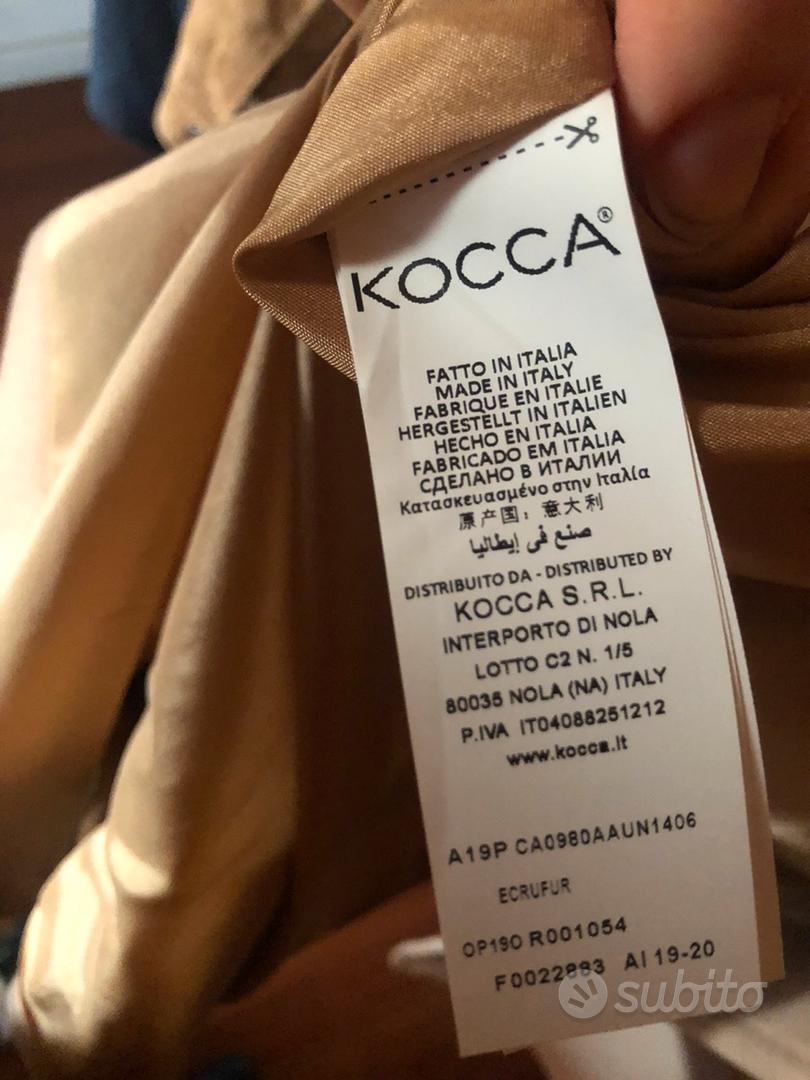 KOCCA®
FATTO IN ITALIA
MADE IN ITALY
FABRIQUE EN ITALIE
HERGESTELLT IN ITALIEN
HECHO EN ITALIA
FABRICADO EM ITALIA
СДЕЛАНО В ИТАЛИИ
Κατασκευασμένο στην Ιταλία
原产国：意大利
صنع في إيطاليا
DISTRIBUITO DA - DISTRIBUTED BY
KOCCA S.R.L.
INTERPORTO DI NOLA
LOTTO C2 N. 1/5
80035 NOLA (NA) ITALY
P.IVA IT04088251212
www.kocca.it
A19P CA0980AAUN1406
ECRUFUR
OP19O R001054
F0022883 AI 19-20
subito